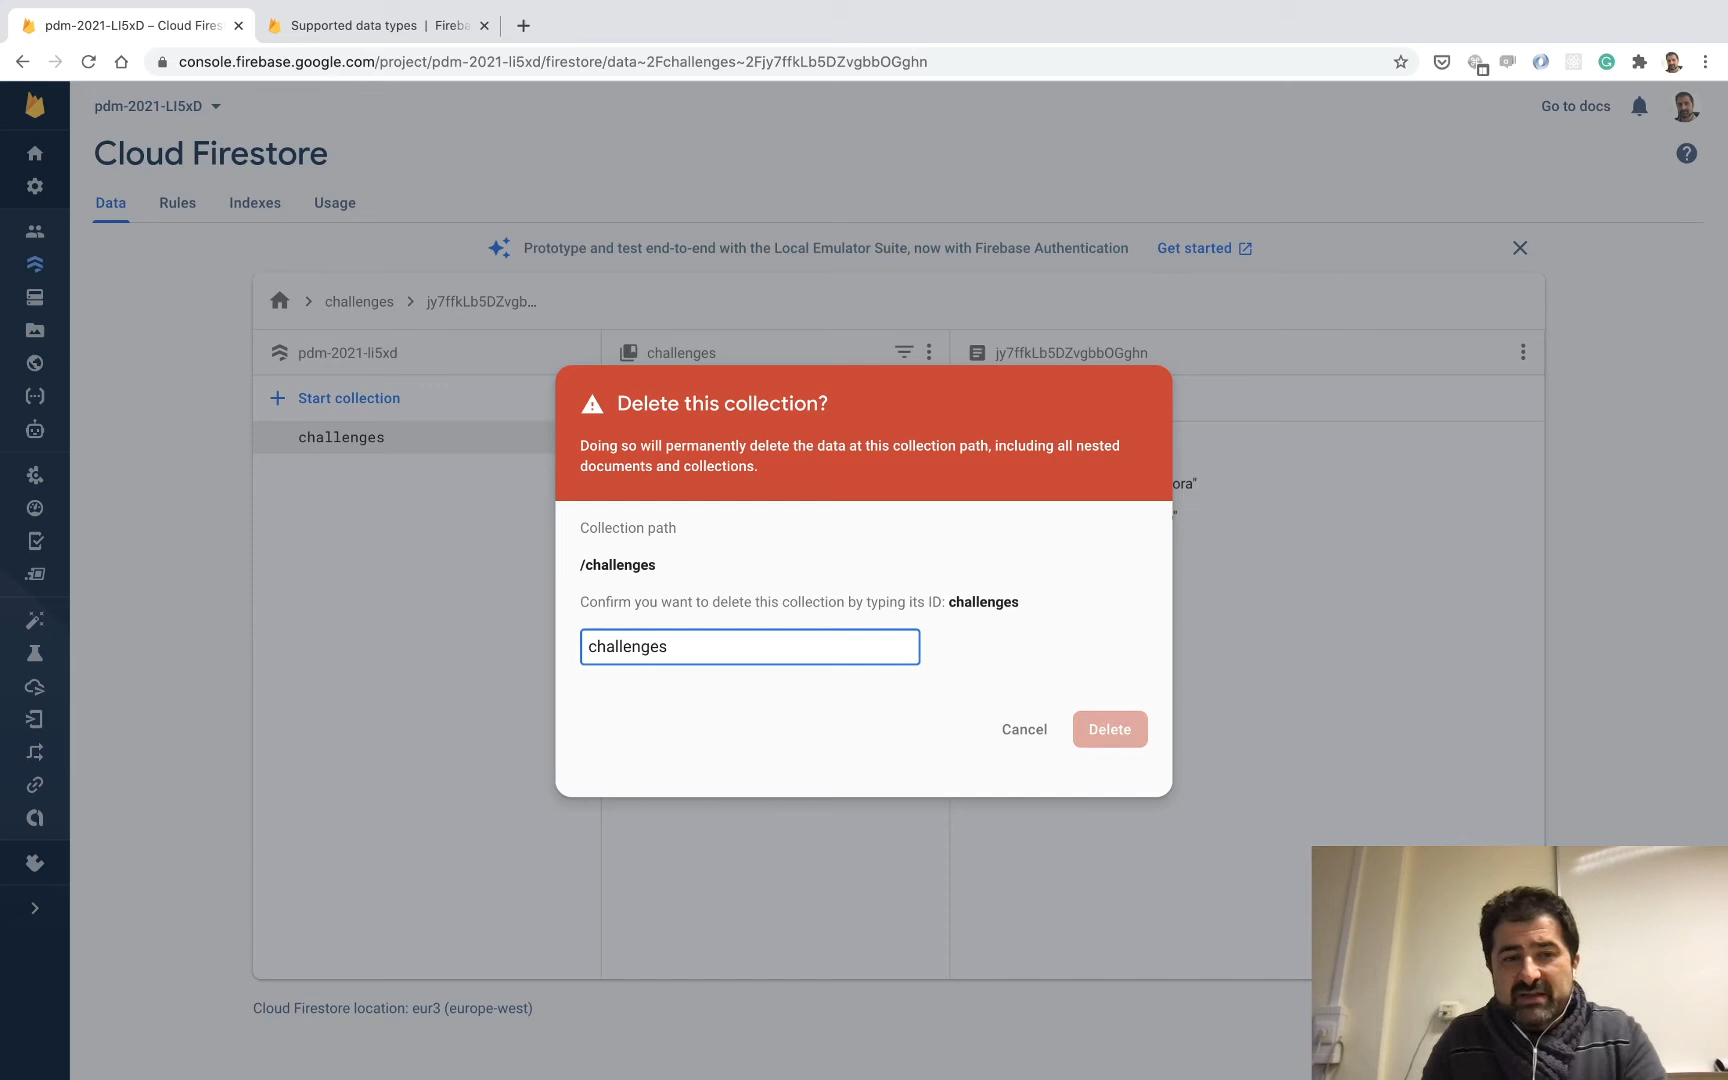 pdm-2021-LI5xD – Cloud Fires
Supported data types | Fireba
console.firebase.google.com/project/pdm-2021-li5xd/firestore/data~2Fchallenges~2Fjy7ffkLb5DZvgbbOGghn
pdm-2021-LI5xD
Go to docs
Cloud Firestore
Data Rules Indexes Usage
Prototype and test end-to-end with the Local Emulator Suite, now with Firebase Authentication Get started
challenges jy7ffkLb5DZvgb...
pdm-2021-li5xd challenges jy7ffkLb5DZvgbbOGghn
Start collection
challenges
ora"
"
Delete this collection?
Doing so will permanently delete the data at this collection path, including all nested
documents and collections.
Collection path
/challenges
Confirm you want to delete this collection by typing its ID: challenges
challenges
Cancel Delete
Cloud Firestore location: eur3 (europe-west)